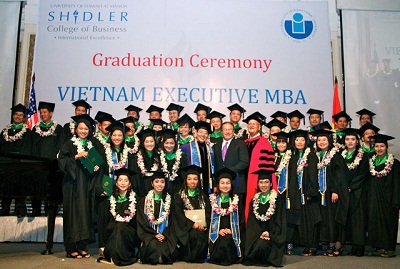 UNIVERSITY OF HAWAI'I AT MĀNOA
SHIDLER
College of Business
• International Excellence •
Graduation Ceremony
VIETNAM EXECUTIVE MBA